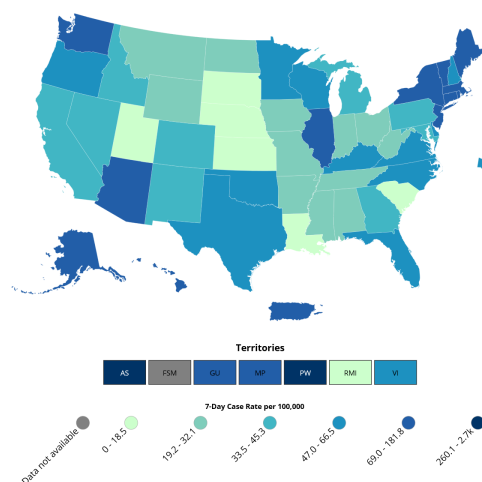 Territories
AS FSM GU MP PW RMI VI
7-Day Case Rate per 100,000
Data not available 0 - 18.5 19.2 - 32.1 33.5 - 45.3 47.0 - 66.5 69.0 - 181.8 260.1 - 2.7k